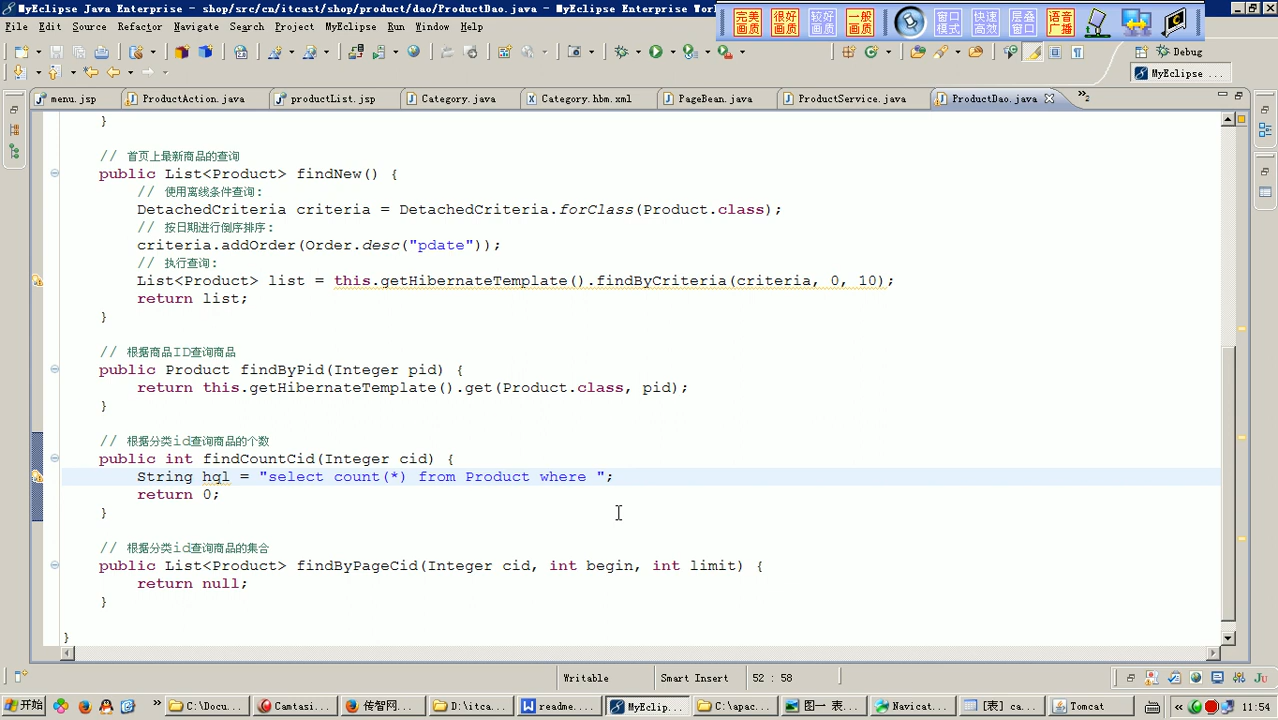 MyEclipse Java Enterprise - shop/src/cn/itcast/shop/product/dao/ProductDao.java - MyEclipse Enterprise Wor
完美画质 很好画质 较好画质 一般画质 窗口模式 快速高效 层叠窗口 语音广播
File Edit Source Refactor Navigate Search Project MyEclipse Run Window Help
Debug
MyEclipse ...
menu.jsp ProductAction.java productList.jsp Category.java Category.hbm.xml PageBean.java ProductService.java ProductDao.java »2
}
// 首页上最新商品的查询
public List<Product> findNew() {
// 使用离线条件查询:
DetachedCriteria criteria = DetachedCriteria.forClass(Product.class);
// 按日期进行倒序排序:
criteria.addOrder(Order.desc("pdate"));
// 执行查询:
List<Product> list = this.getHibernateTemplate().findByCriteria(criteria, 0, 10);
return list;
}
// 根据商品ID查询商品
public Product findByPid(Integer pid) {
return this.getHibernateTemplate().get(Product.class, pid);
}
// 根据分类id查询商品的个数
public int findCountCid(Integer cid) {
String hql = "select count(*) from Product where ";
return 0;
}
// 根据分类id查询商品的集合
public List<Product> findByPageCid(Integer cid, int begin, int limit) {
return null;
}
}
Writable Smart Insert 52 : 58
开始 » C:\Docu... Camtasi... 传智网... D:\itca... readme... MyEclip... C:\apac... 图一 表... Navicat... [表] ca... Tomcat « 11:54